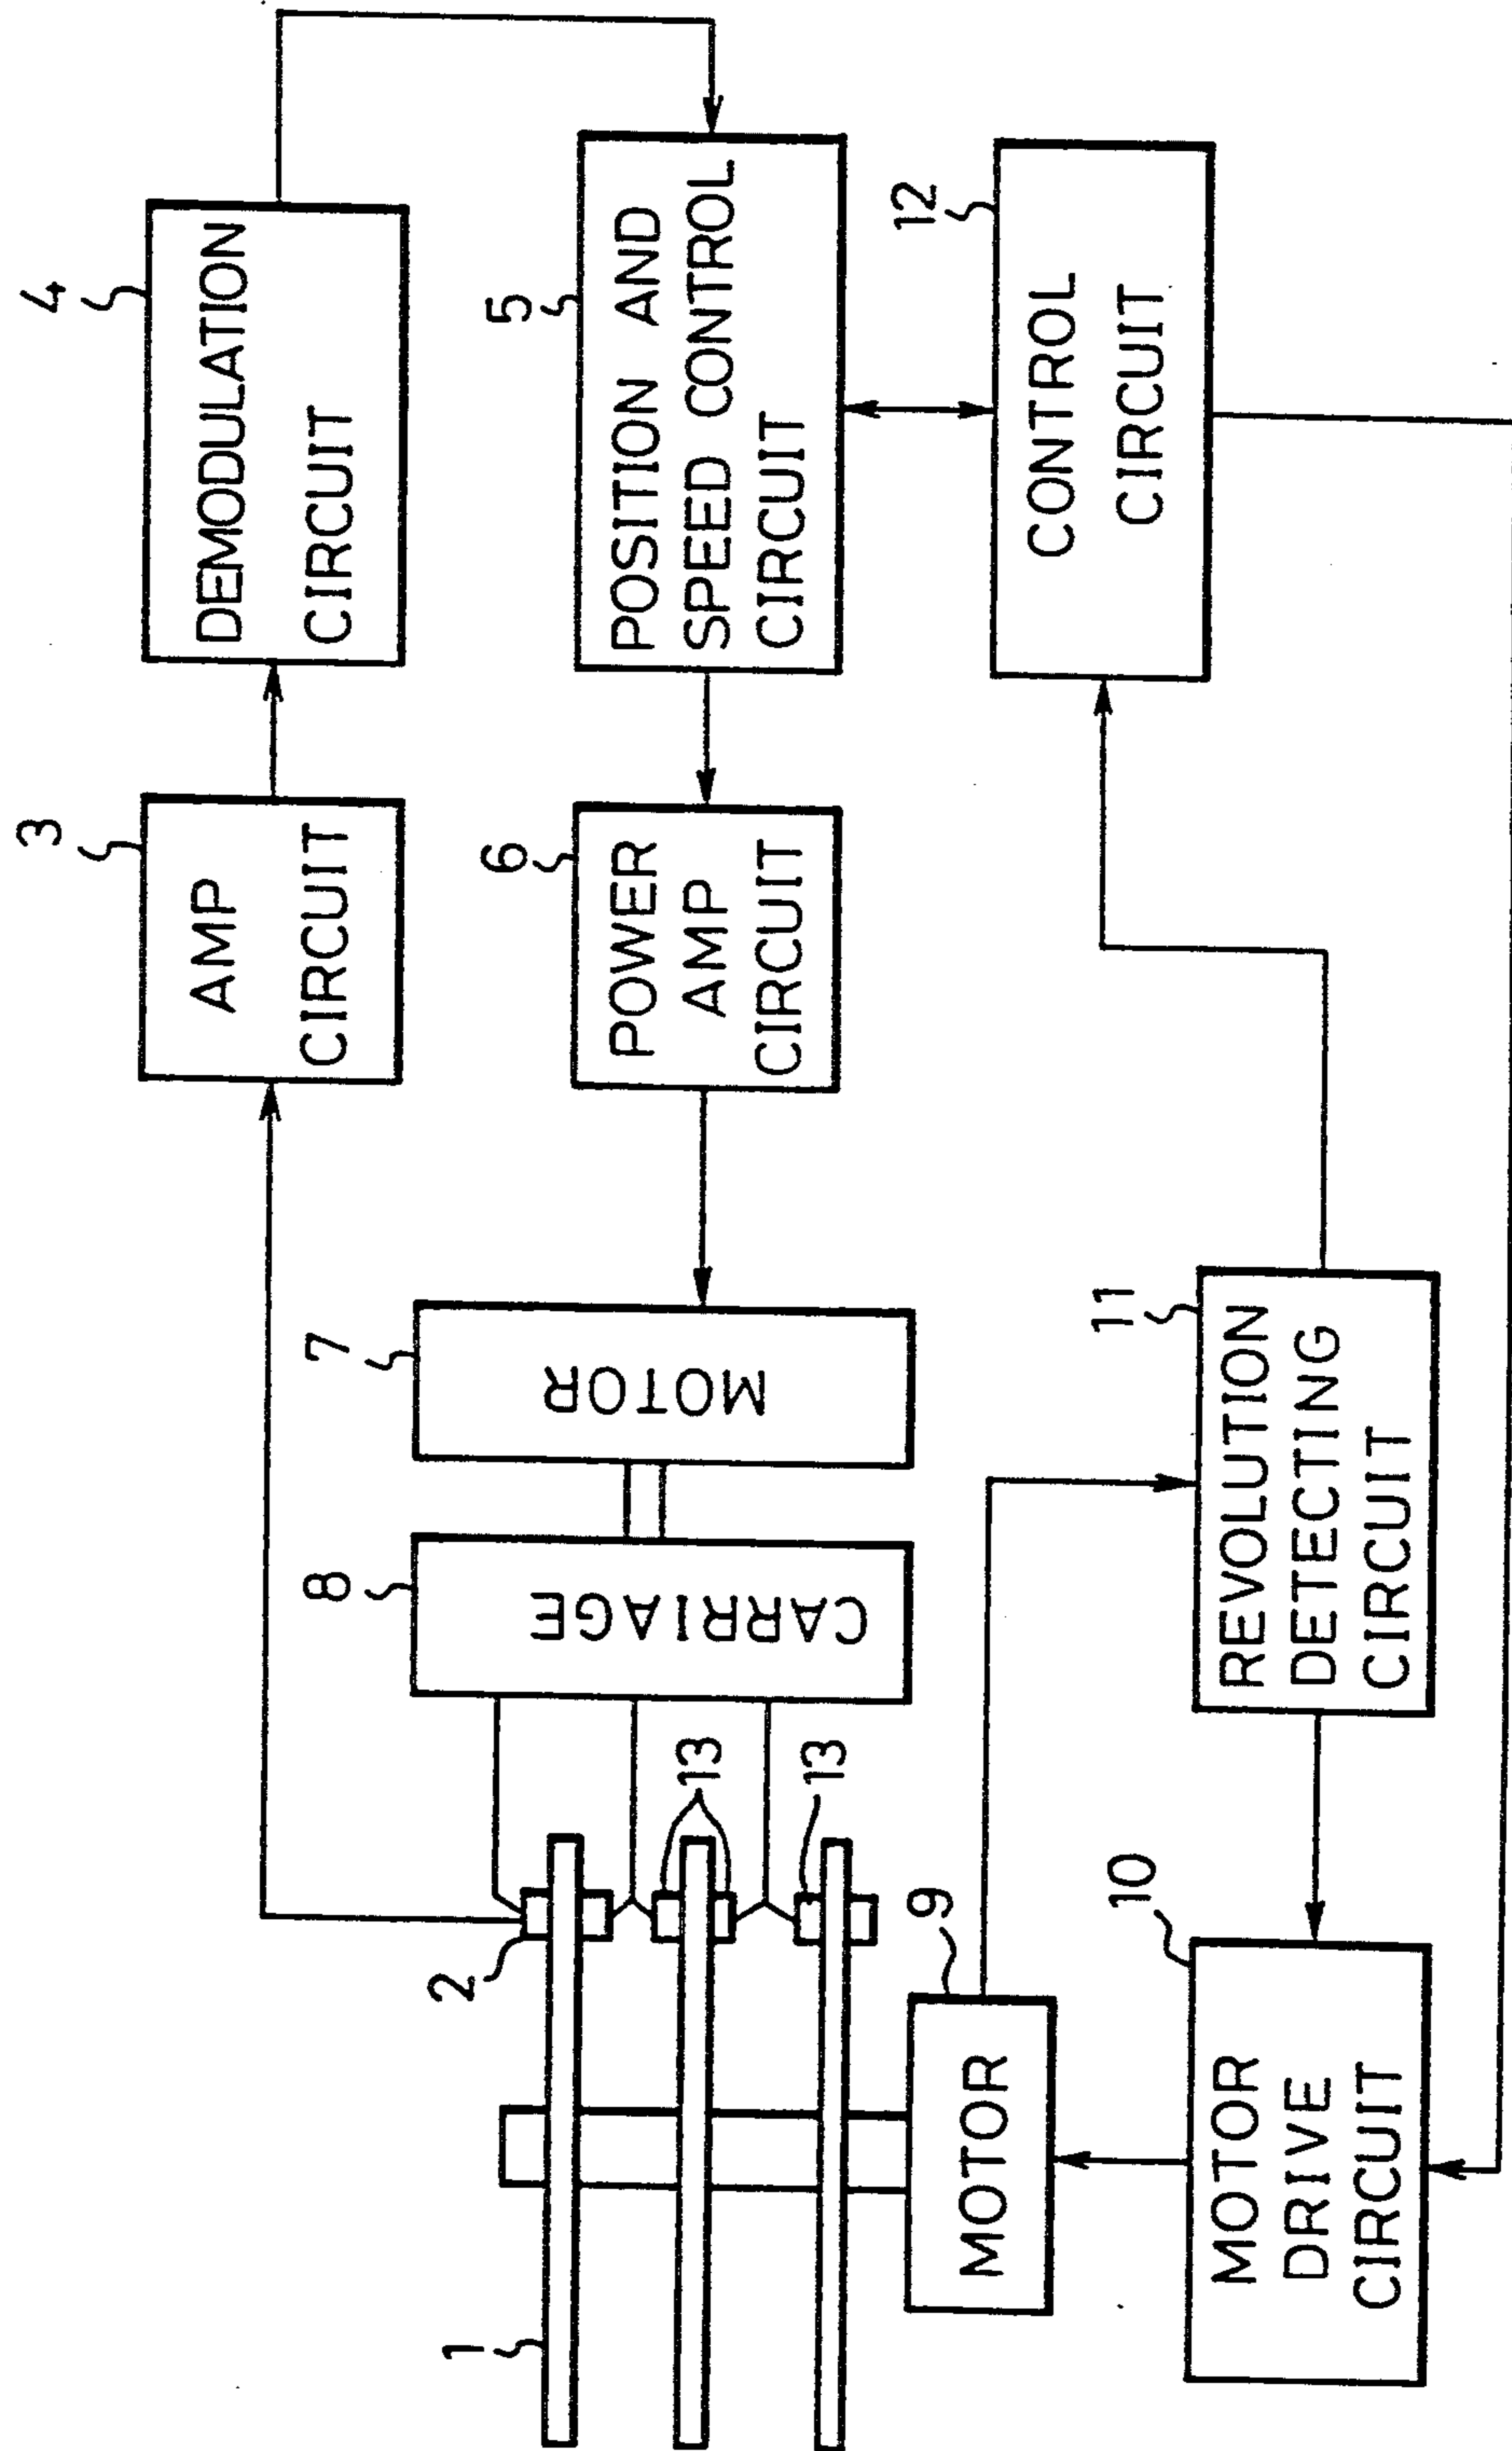 3
AMP
CIRCUIT
4
DEMODULATION
CIRCUIT
8
CARRIAGE
7
MOTOR
6
POWER
AMP
CIRCUIT
5
POSITION AND
SPEED CONTROL
CIRCUIT
1
2
13
13
9
MOTOR
12
CONTROL
CIRCUIT
10
MOTOR
DRIVE
CIRCUIT
11
REVOLUTION
DETECTING
CIRCUIT